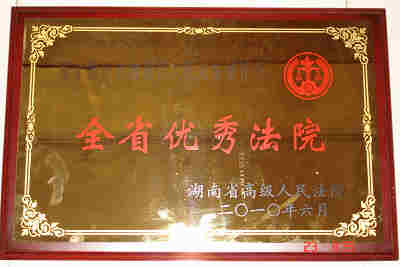 全省优秀法院
湖南省高级人民法院
二〇一〇年六月